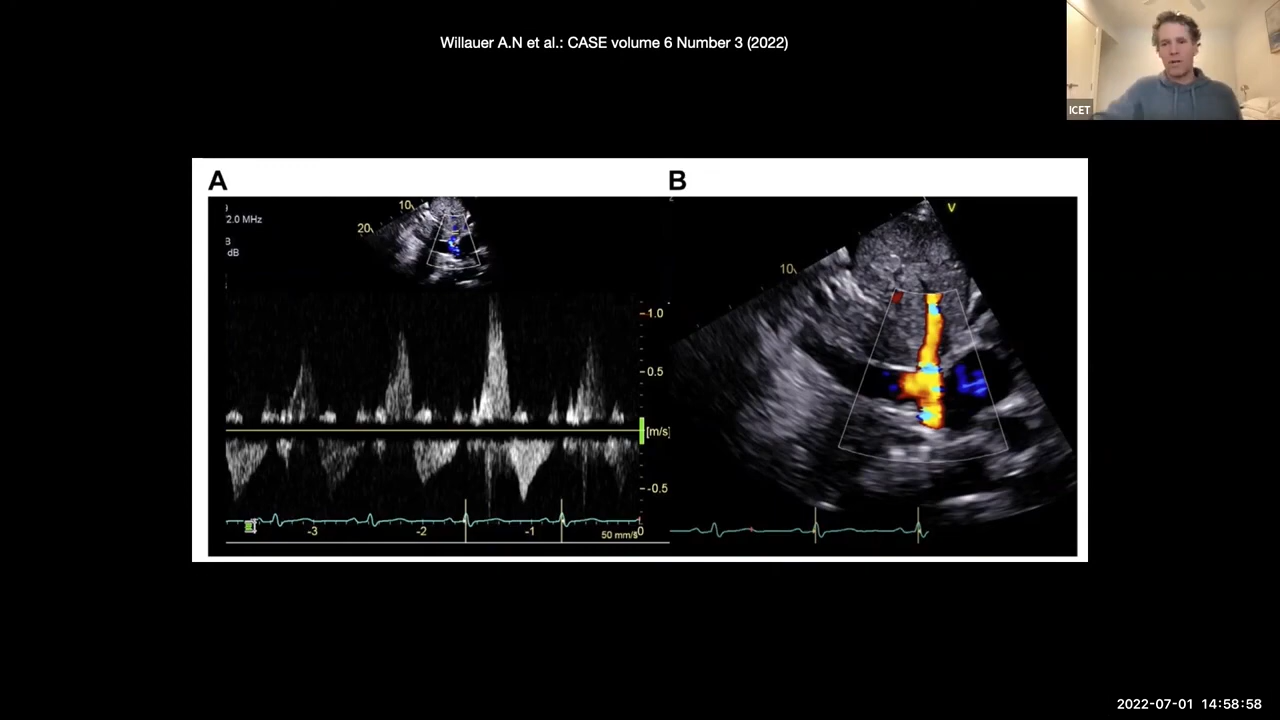 Willauer A.N et al.: CASE volume 6 Number 3 (2022)
ICET
A
B
10
2.0 MHz
20
B
dB
V
10
1.0
0.5
[m/s]
-0.5
-3
-2
-1
0
50 mm/s
2022-07-01 14:58:58